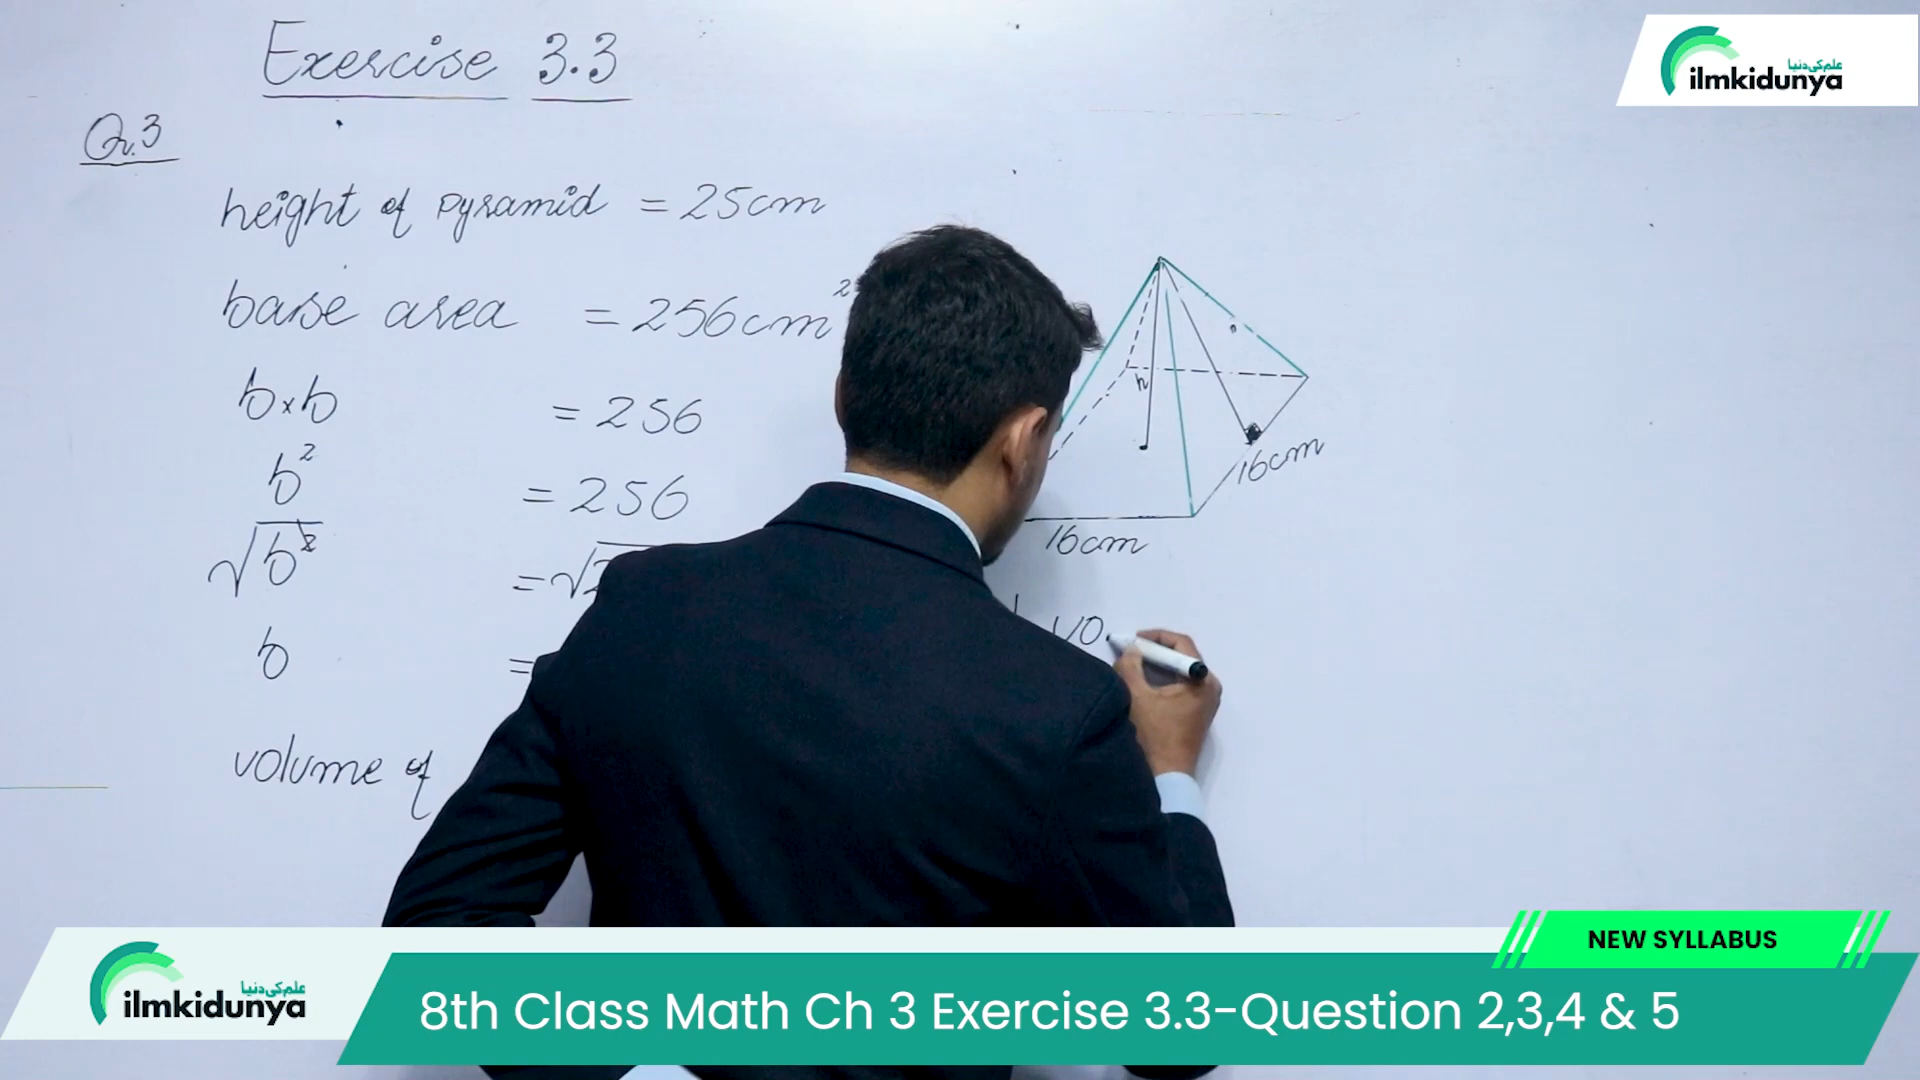 Exercise 3.3
علم کی دنیا
ilmkidunya
Q.3
height of pyramid = 25cm
base area = 256cm²
b×b = 256
b² = 256
√b² = √2
b =
volume of
h
16cm
16cm
vo
NEW SYLLABUS
علم کی دنیا
ilmkidunya
8th Class Math Ch 3 Exercise 3.3-Question 2,3,4 & 5